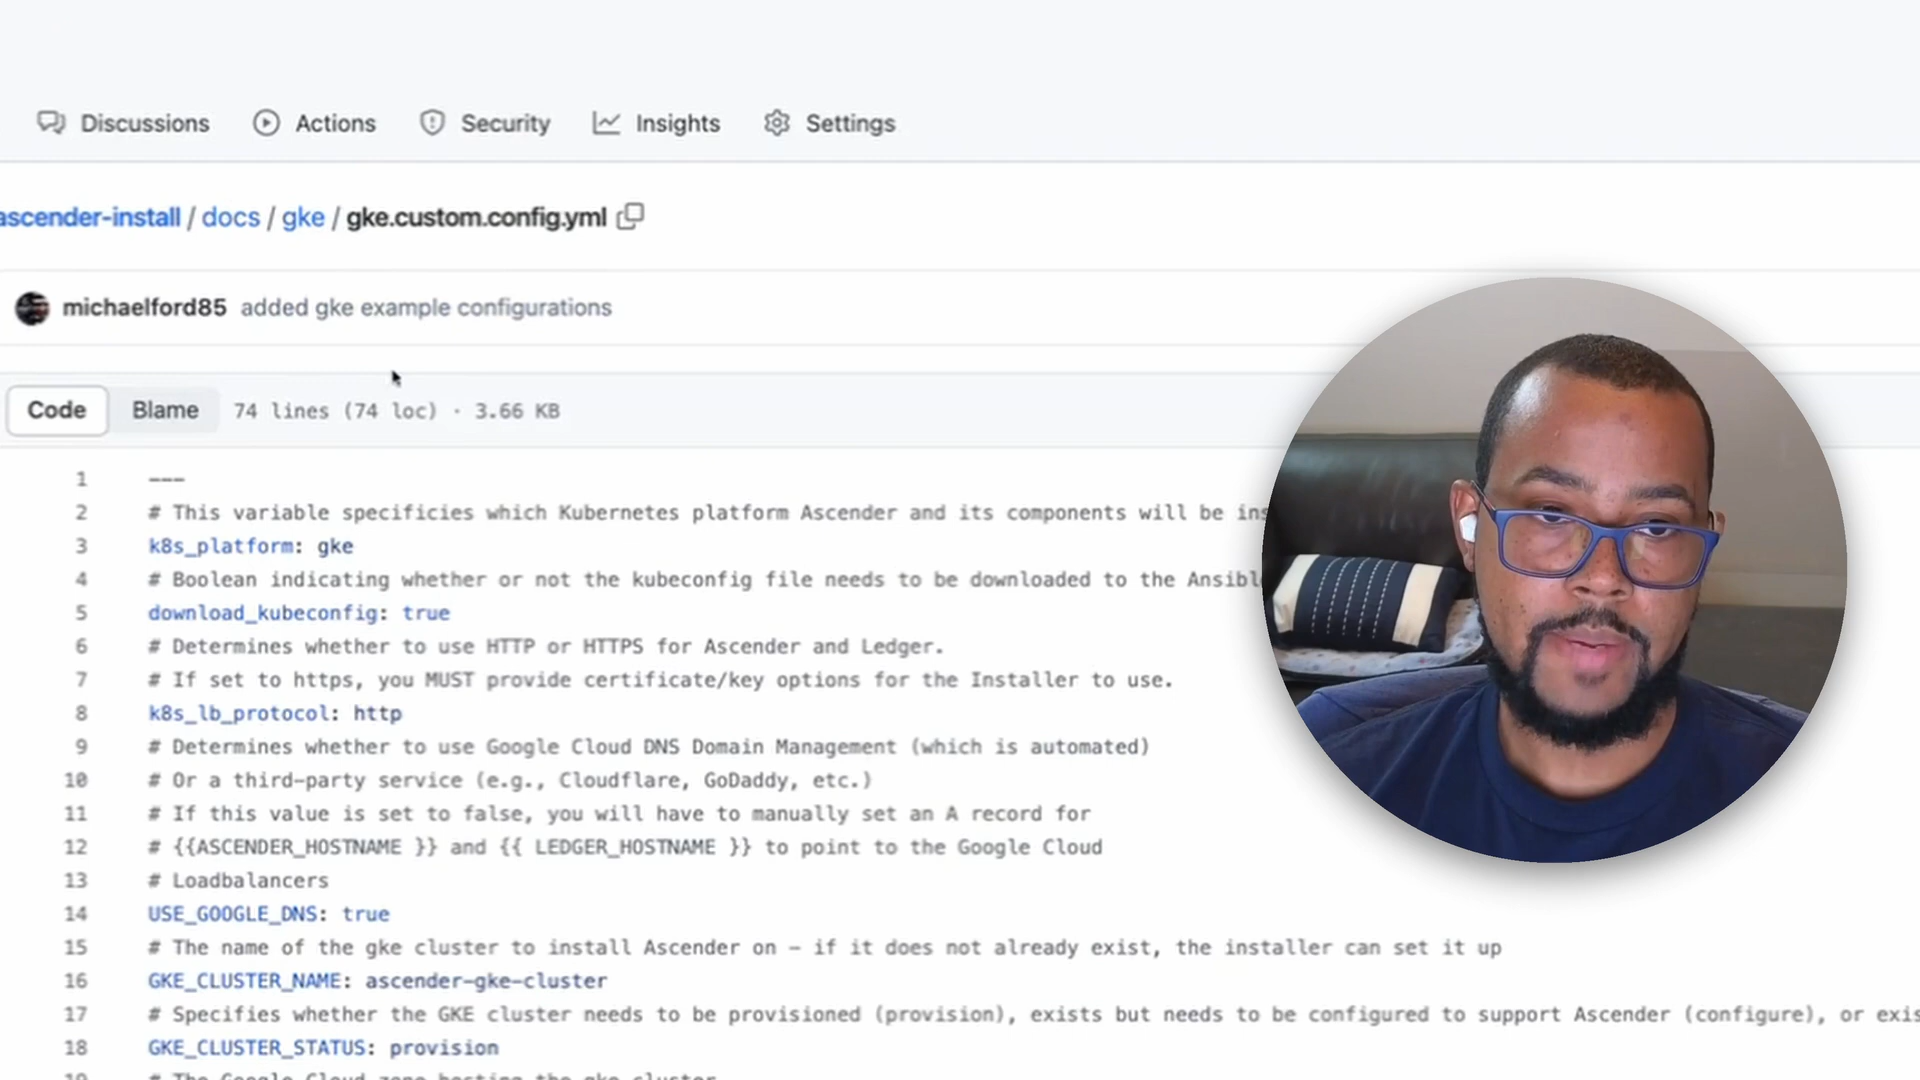 Discussions Actions Security Insights Settings
ascender-install / docs / gke / gke.custom.config.yml
michaelford85 added gke example configurations
Code Blame 74 lines (74 loc) · 3.66 KB
1 ---
2 # This variable specificies which Kubernetes platform Ascender and its components will be
3 k8s_platform: gke
4 # Boolean indicating whether or not the kubeconfig file needs to be downloaded to the
5 download_kubeconfig: true
6 # Determines whether to use HTTP or HTTPS for Ascender and Ledger.
7 # If set to https, you MUST provide certificate/key options for the Installer to use.
8 k8s_lb_protocol: http
9 # Determines whether to use Google Cloud DNS Domain Management (which is automated)
10 # Or a third-party service (e.g., Cloudflare, GoDaddy, etc.)
11 # If this value is set to false, you will have to manually set an A record for
12 # {{ASCENDER_HOSTNAME }} and {{ LEDGER_HOSTNAME }} to point to the Google Cloud
13 # Loadbalancers
14 USE_GOOGLE_DNS: true
15 # The name of the gke cluster to install Ascender on - if it does not already exist, the installer can set it up
16 GKE_CLUSTER_NAME: ascender-gke-cluster
17 # Specifies whether the GKE cluster needs to be provisioned (provision), exists but needs to be configured to support Ascender (configure), or
18 GKE_CLUSTER_STATUS: provision
19 # The Google Cloud zone hosting the gke cluster